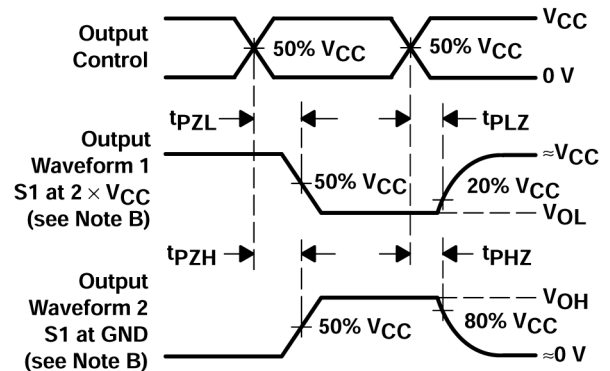 Output
Control
50% VCC
50% VCC
VCC
0 V
tPZL
tPLZ
Output
Waveform 1
S1 at 2 × VCC
(see Note B)
50% VCC
≈VCC
20% VCC
VOL
tPZH
tPHZ
Output
Waveform 2
S1 at GND
(see Note B)
50% VCC
VOH
80% VCC
≈0 V